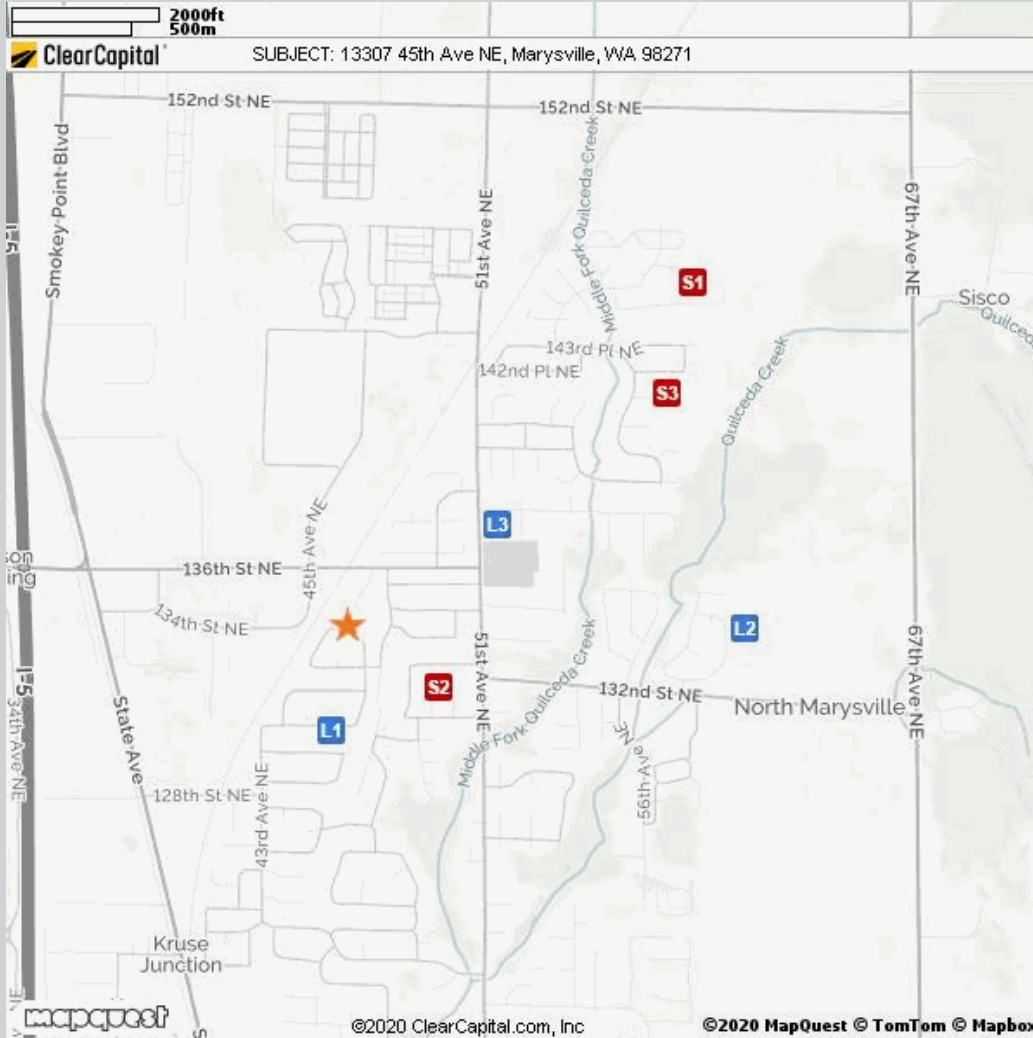 2000ft
500m
ClearCapital
SUBJECT: 13307 45th Ave NE, Marysville, WA 98271
152nd St NE
152nd St NE
Smokey Point Blvd
I-5
51st Ave NE
Middle Fork Quilceda Creek
67th Ave NE
S1
Sisco
Quilceda
143rd Pl NE
142nd Pl NE
S3
Quilceda Creek
45th Ave NE
L3
136th St NE
134th St NE
L2
51st Ave NE
67th Ave NE
S2
132nd St NE
North Marysville
I-5
34th Ave NE
State Ave
L1
Middle Fork Quilceda Creek
56th Ave NE
128th St NE
43rd Ave NE
Kruse
Junction
mapquest
©2020 ClearCapital.com, Inc
©2020 MapQuest © TomTom © Mapbox